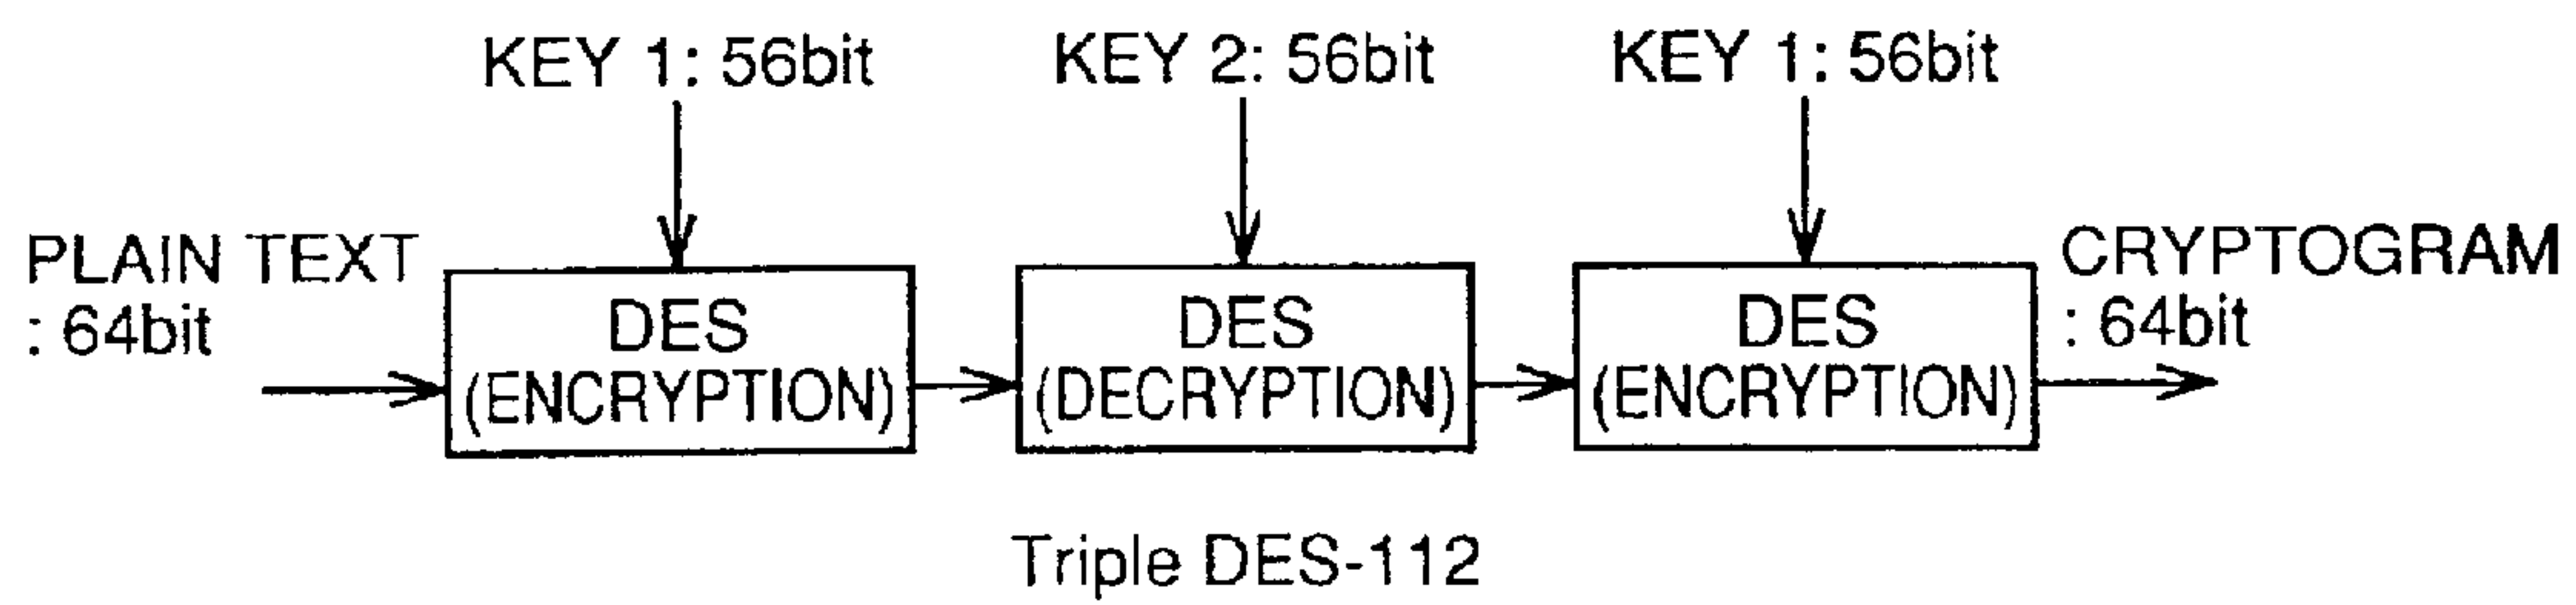 KEY 1: 56bit
KEY 2: 56bit
KEY 1: 56bit
PLAIN TEXT
: 64bit
DES
(ENCRYPTION)
DES
(DECRYPTION)
DES
(ENCRYPTION)
CRYPTOGRAM
: 64bit
Triple DES-112